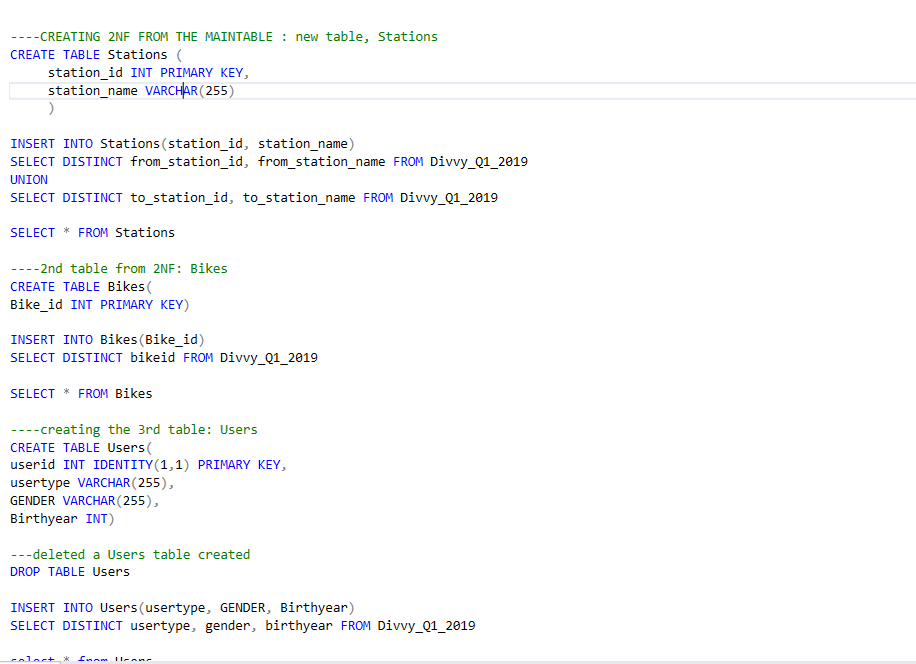 ----CREATING 2NF FROM THE MAINTABLE : new table, Stations
CREATE TABLE Stations (
station_id INT PRIMARY KEY,
station_name VARCHAR(255)
)
INSERT INTO Stations(station_id, station_name)
SELECT DISTINCT from_station_id, from_station_name FROM Divvy_Q1_2019
UNION
SELECT DISTINCT to_station_id, to_station_name FROM Divvy_Q1_2019
SELECT * FROM Stations
----2nd table from 2NF: Bikes
CREATE TABLE Bikes(
Bike_id INT PRIMARY KEY)
INSERT INTO Bikes(Bike_id)
SELECT DISTINCT bikeid FROM Divvy_Q1_2019
SELECT * FROM Bikes
----creating the 3rd table: Users
CREATE TABLE Users(
userid INT IDENTITY(1,1) PRIMARY KEY,
usertype VARCHAR(255),
GENDER VARCHAR(255),
Birthyear INT)
---deleted a Users table created
DROP TABLE Users
INSERT INTO Users(usertype, GENDER, Birthyear)
SELECT DISTINCT usertype, gender, birthyear FROM Divvy_Q1_2019
select * from Users